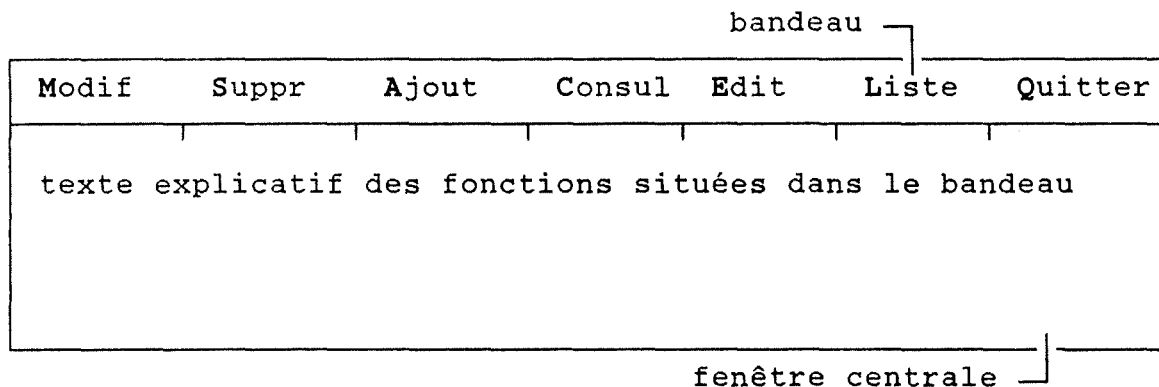 bandeau
Modif Suppr Ajout Consul Edit Liste Quitter
texte explicatif des fonctions situées dans le bandeau
fenêtre centrale